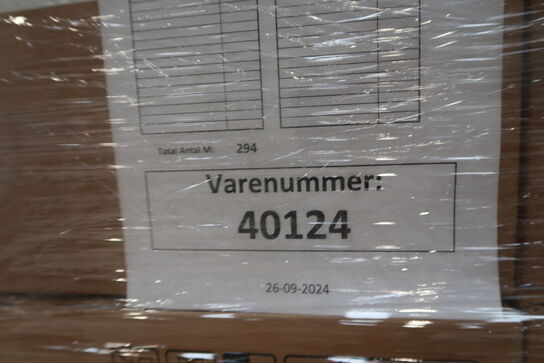 Total Antal M: 294
Varenummer:
40124
26-09-2024